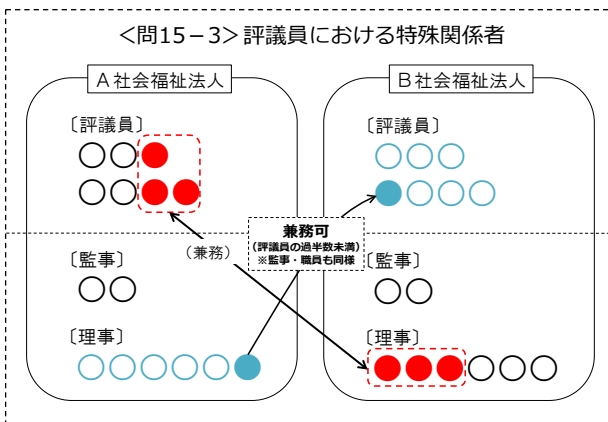 <問15－3>評議員における特殊関係者
A社会福祉法人
B社会福祉法人
〔評議員〕
〔評議員〕
兼務可
(評議員の過半数未満)
※監事・職員も同様
（兼務）
〔監事〕
〔監事〕
〔理事〕
〔理事〕